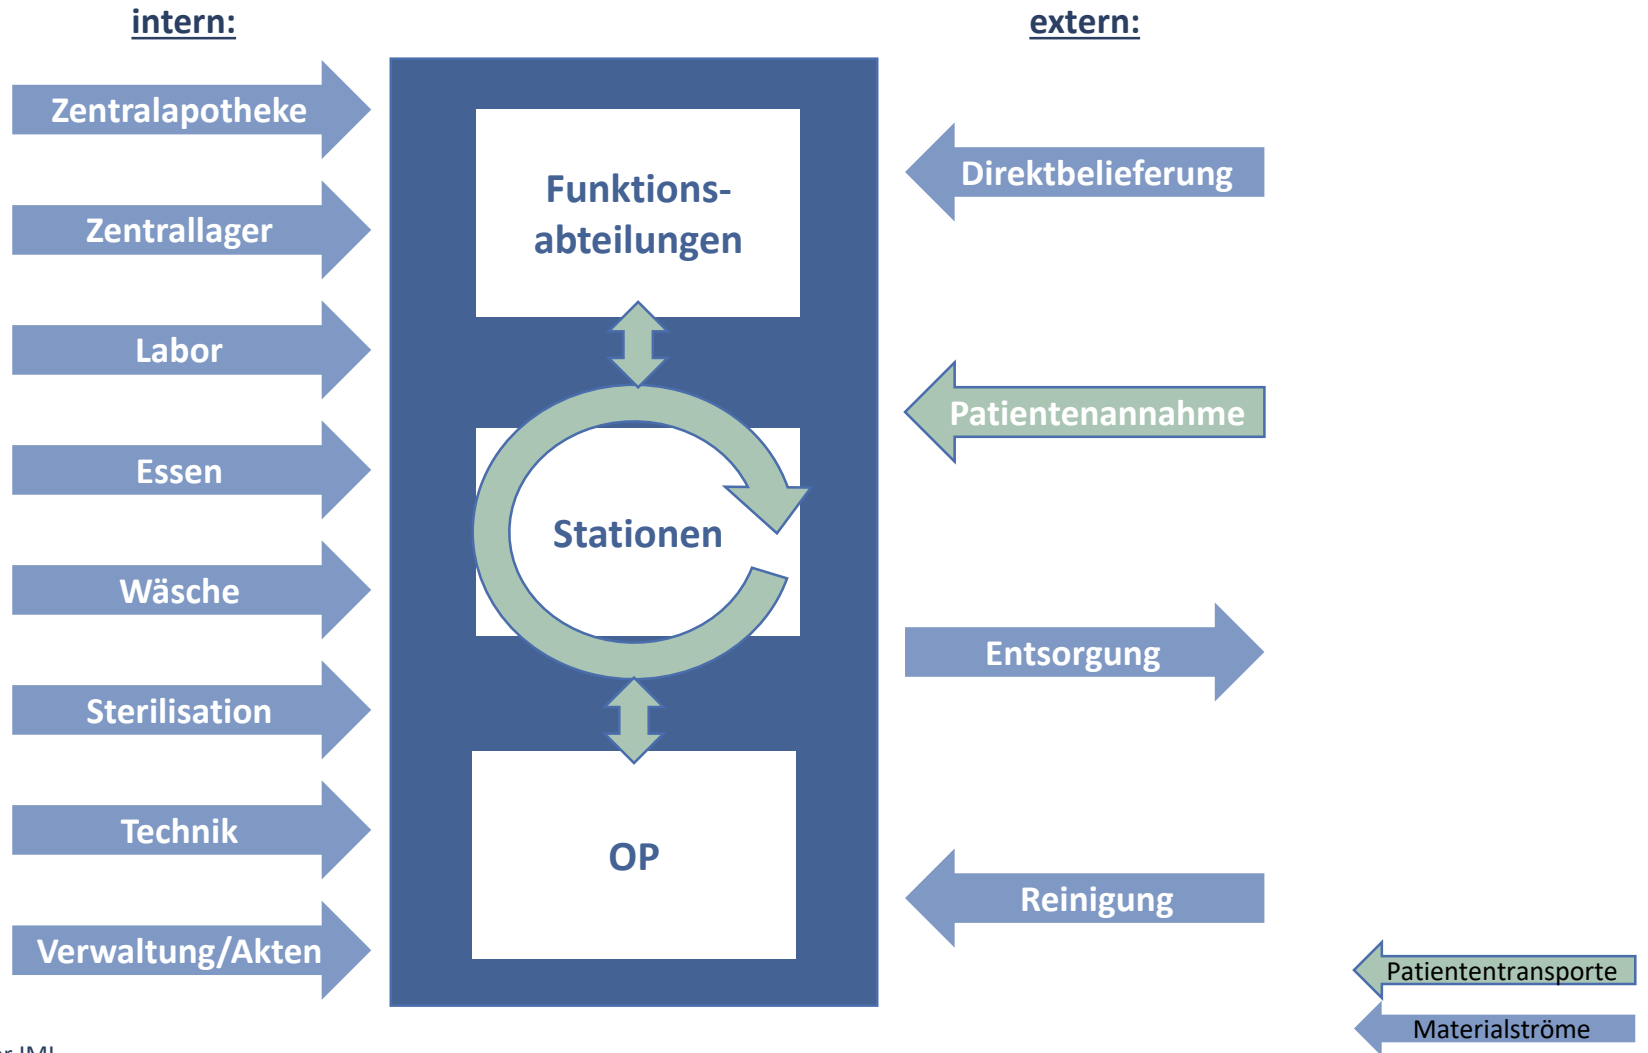 intern:
Zentralapotheke
Zentrallager
Labor
Essen
Wäsche
Sterilisation
Technik
Verwaltung/Akten
Funktions-
abteilungen
Stationen
OP
extern:
Direktbelieferung
Patientenannahme
Entsorgung
Reinigung
Patiententransporte
Materialströme